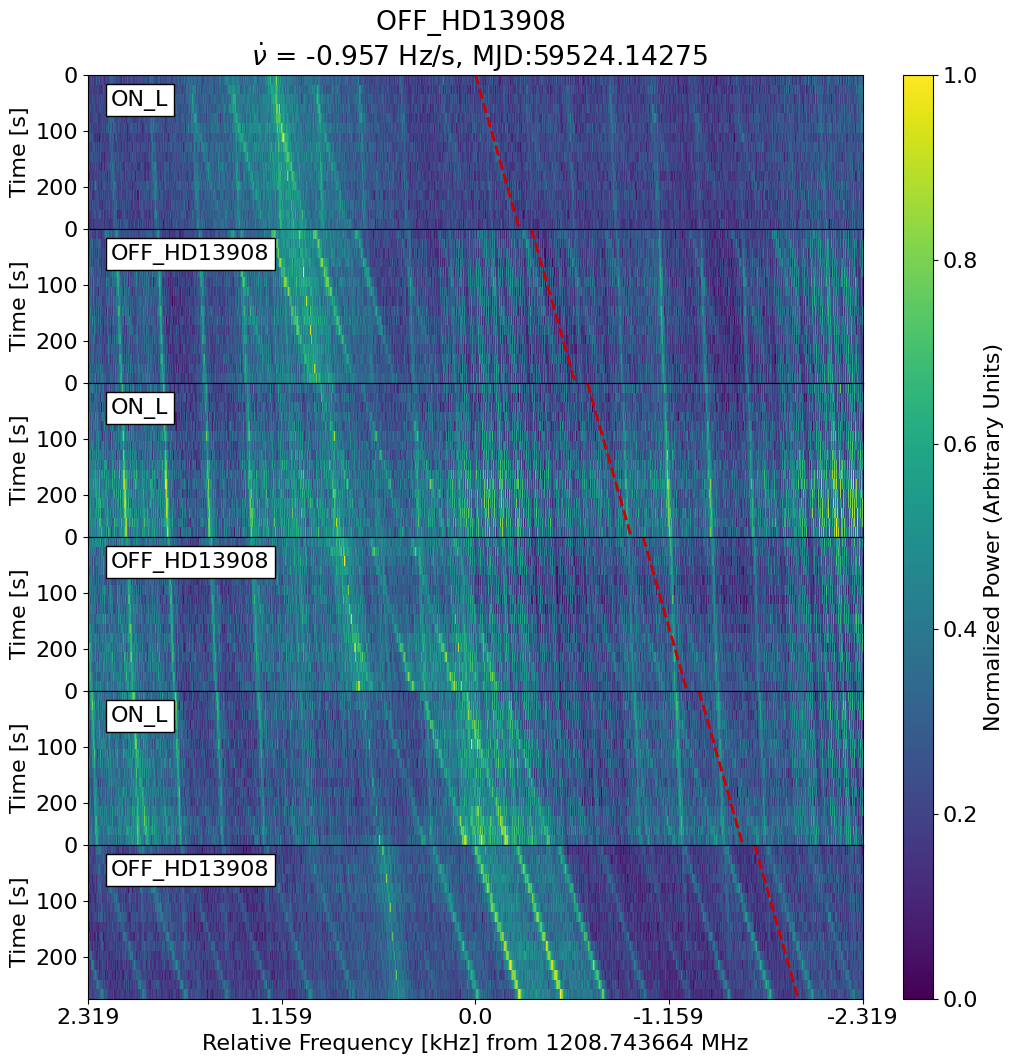 OFF_HD13908
ν̇ = -0.957 Hz/s, MJD:59524.14275
0
100
200
Time [s]
ON_L
0
100
200
Time [s]
OFF_HD13908
0
100
200
Time [s]
ON_L
0
100
200
Time [s]
OFF_HD13908
0
100
200
Time [s]
ON_L
0
100
200
Time [s]
OFF_HD13908
2.319 1.159 0.0 -1.159 -2.319
Relative Frequency [kHz] from 1208.743664 MHz
1.0
0.8
0.6
0.4
0.2
0.0
Normalized Power (Arbitrary Units)